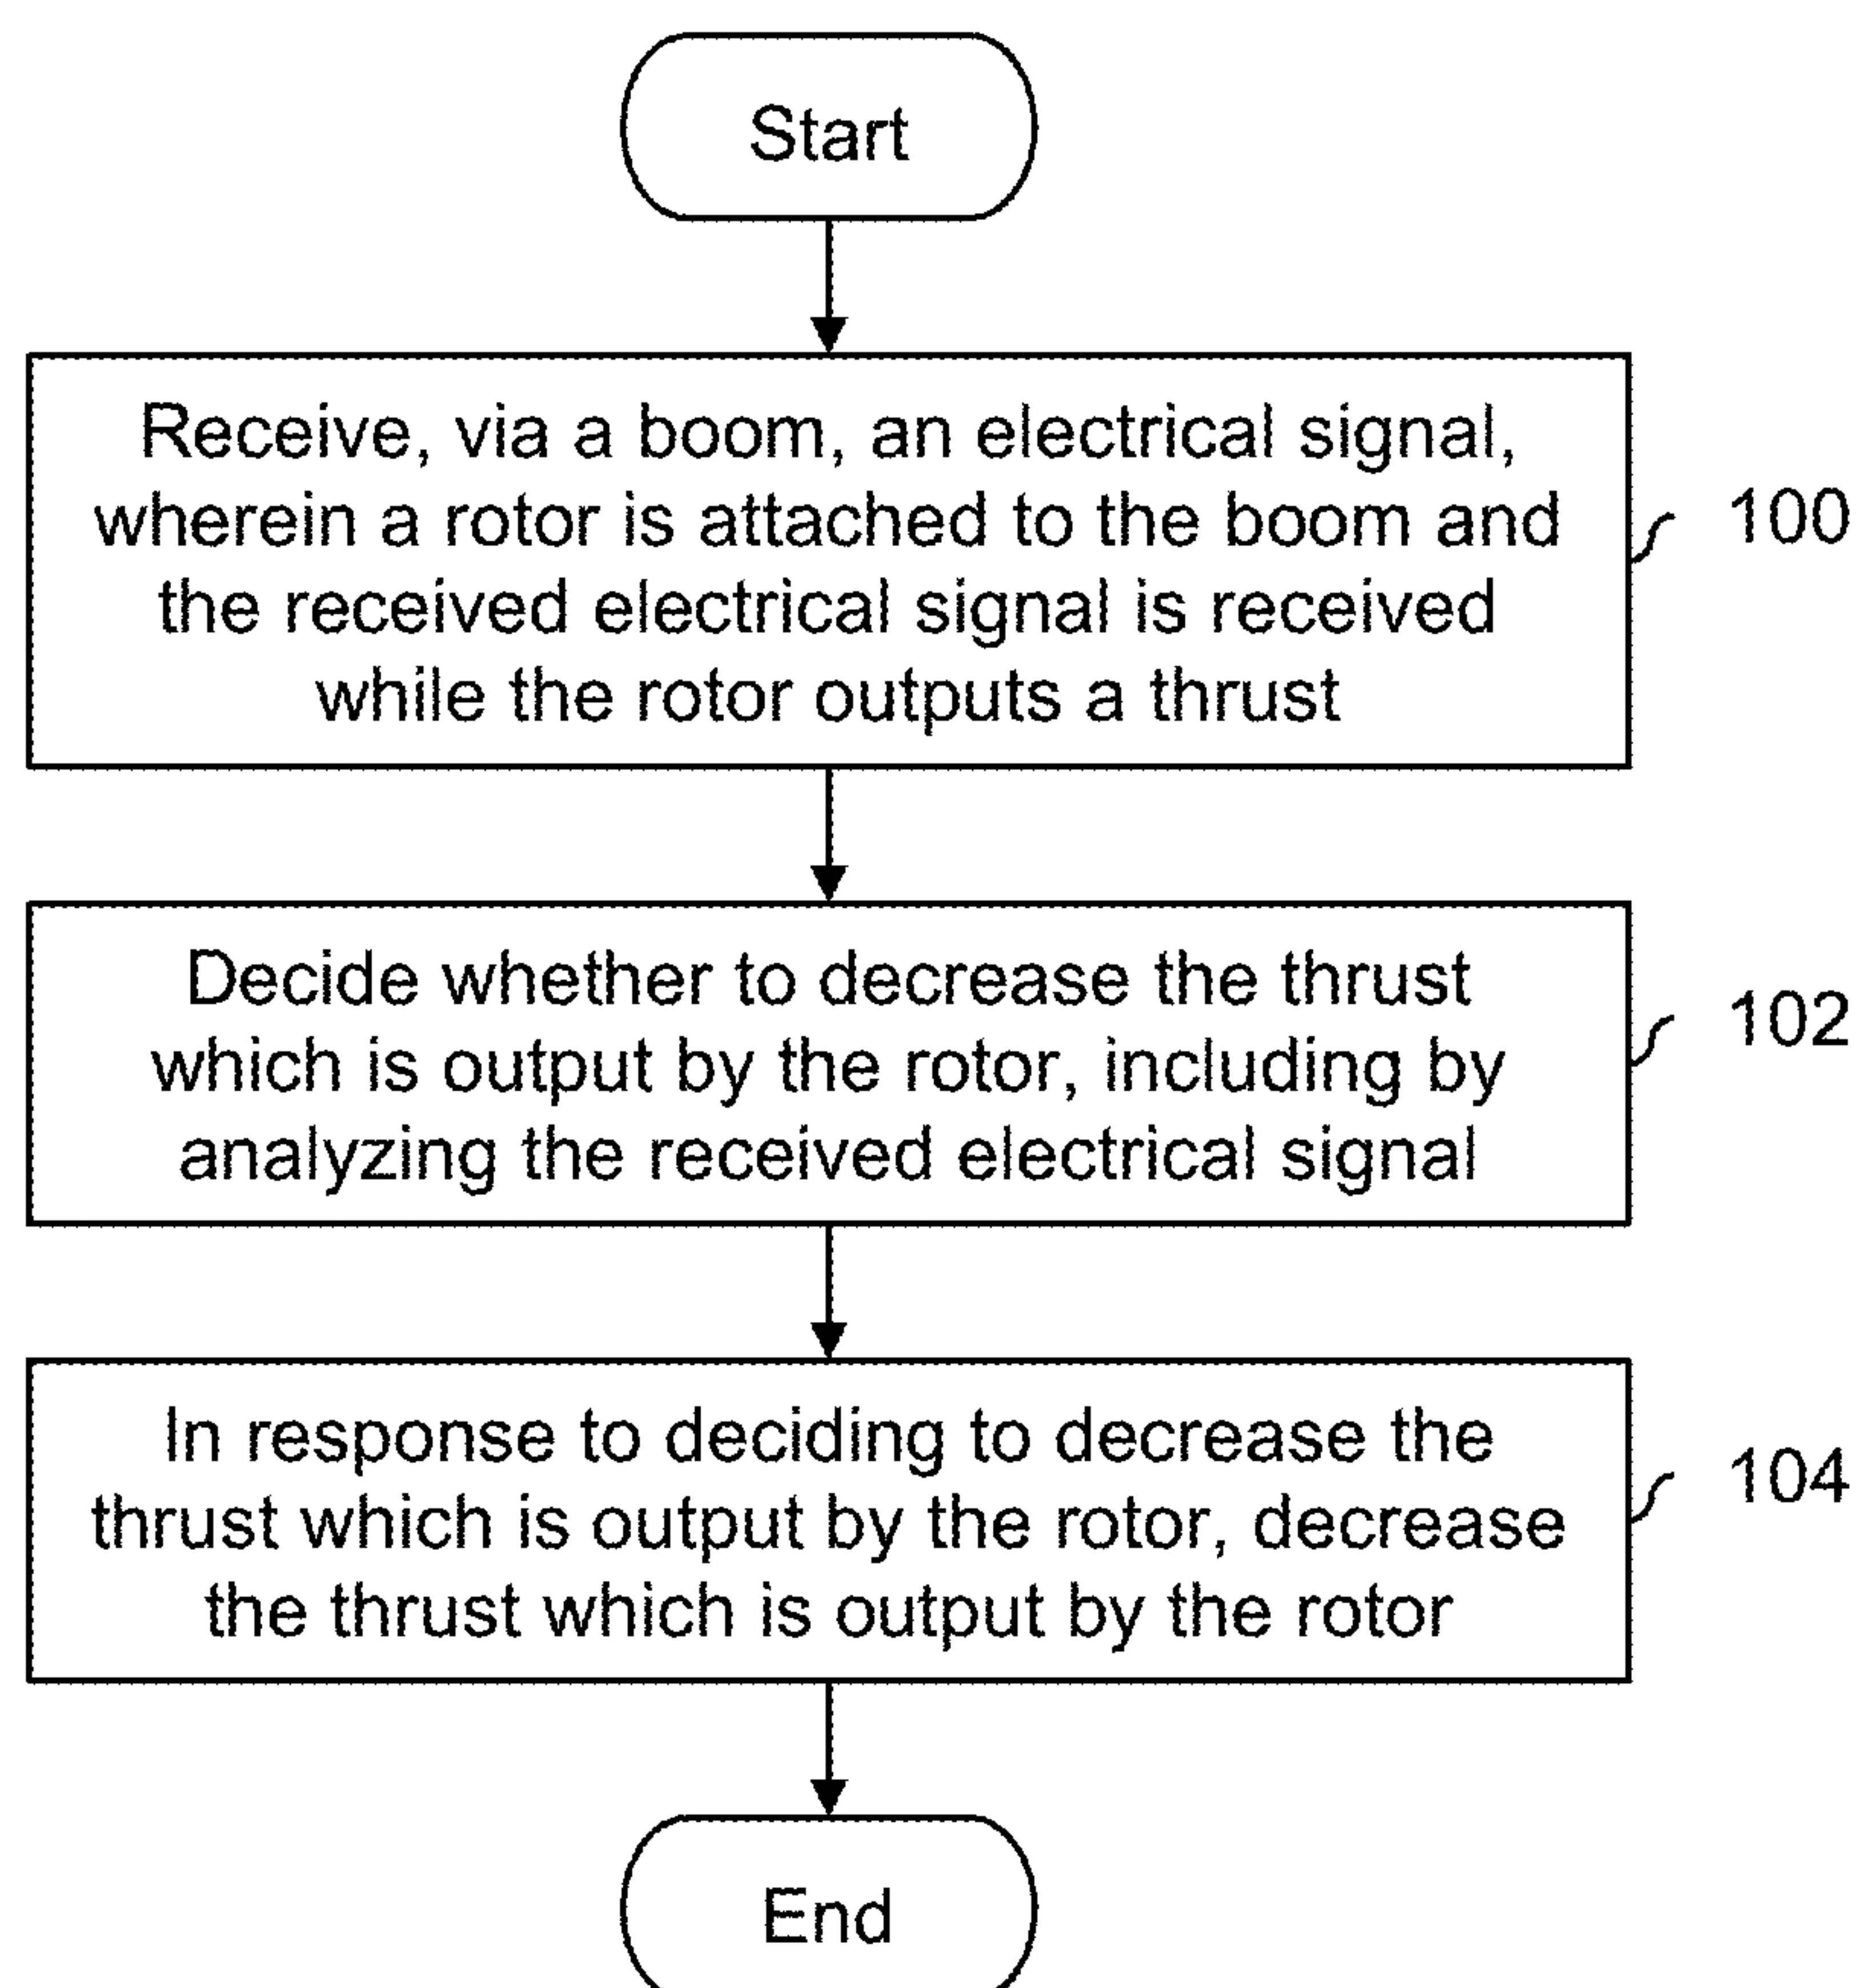 Start
Receive, via a boom, an electrical signal,
wherein a rotor is attached to the boom and
the received electrical signal is received
while the rotor outputs a thrust
100
Decide whether to decrease the thrust
which is output by the rotor, including by
analyzing the received electrical signal
102
In response to deciding to decrease the
thrust which is output by the rotor, decrease
the thrust which is output by the rotor
104
End